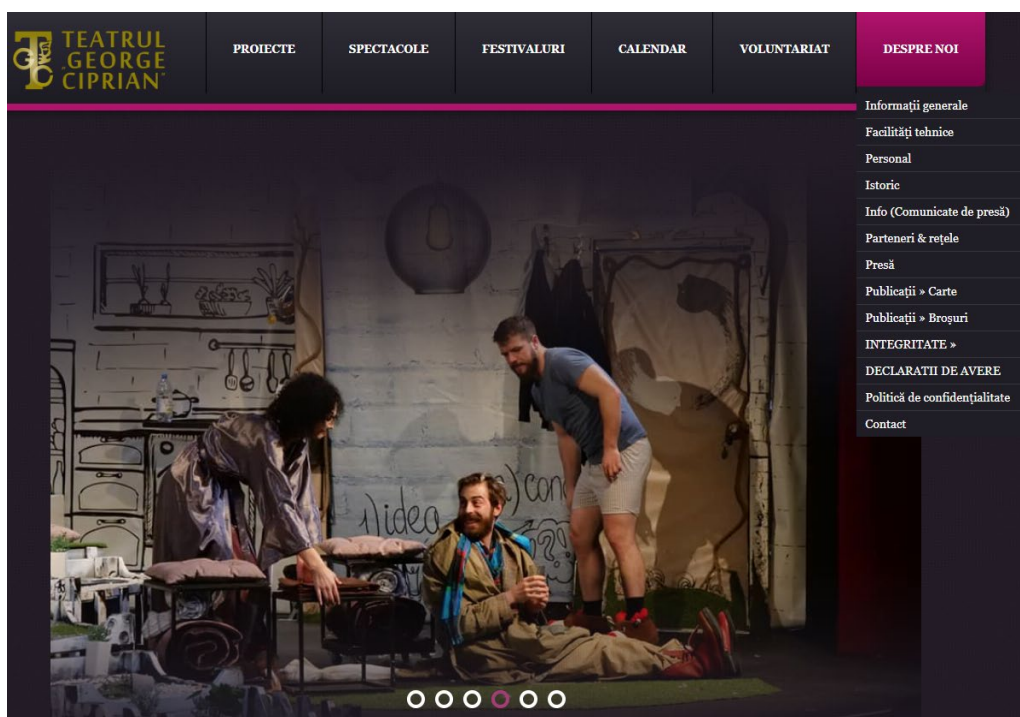 TEATRUL
„GEORGE
CIPRIAN”
PROIECTE
SPECTACOLE
FESTIVALURI
CALENDAR
VOLUNTARIAT
DESPRE NOI
Informații generale
Facilități tehnice
Personal
Istoric
Info (Comunicate de presă)
Parteneri & rețele
Presă
Publicații » Carte
Publicații » Broșuri
INTEGRITATE »
DECLARATII DE AVERE
Politică de confidențialitate
Contact
1) idea